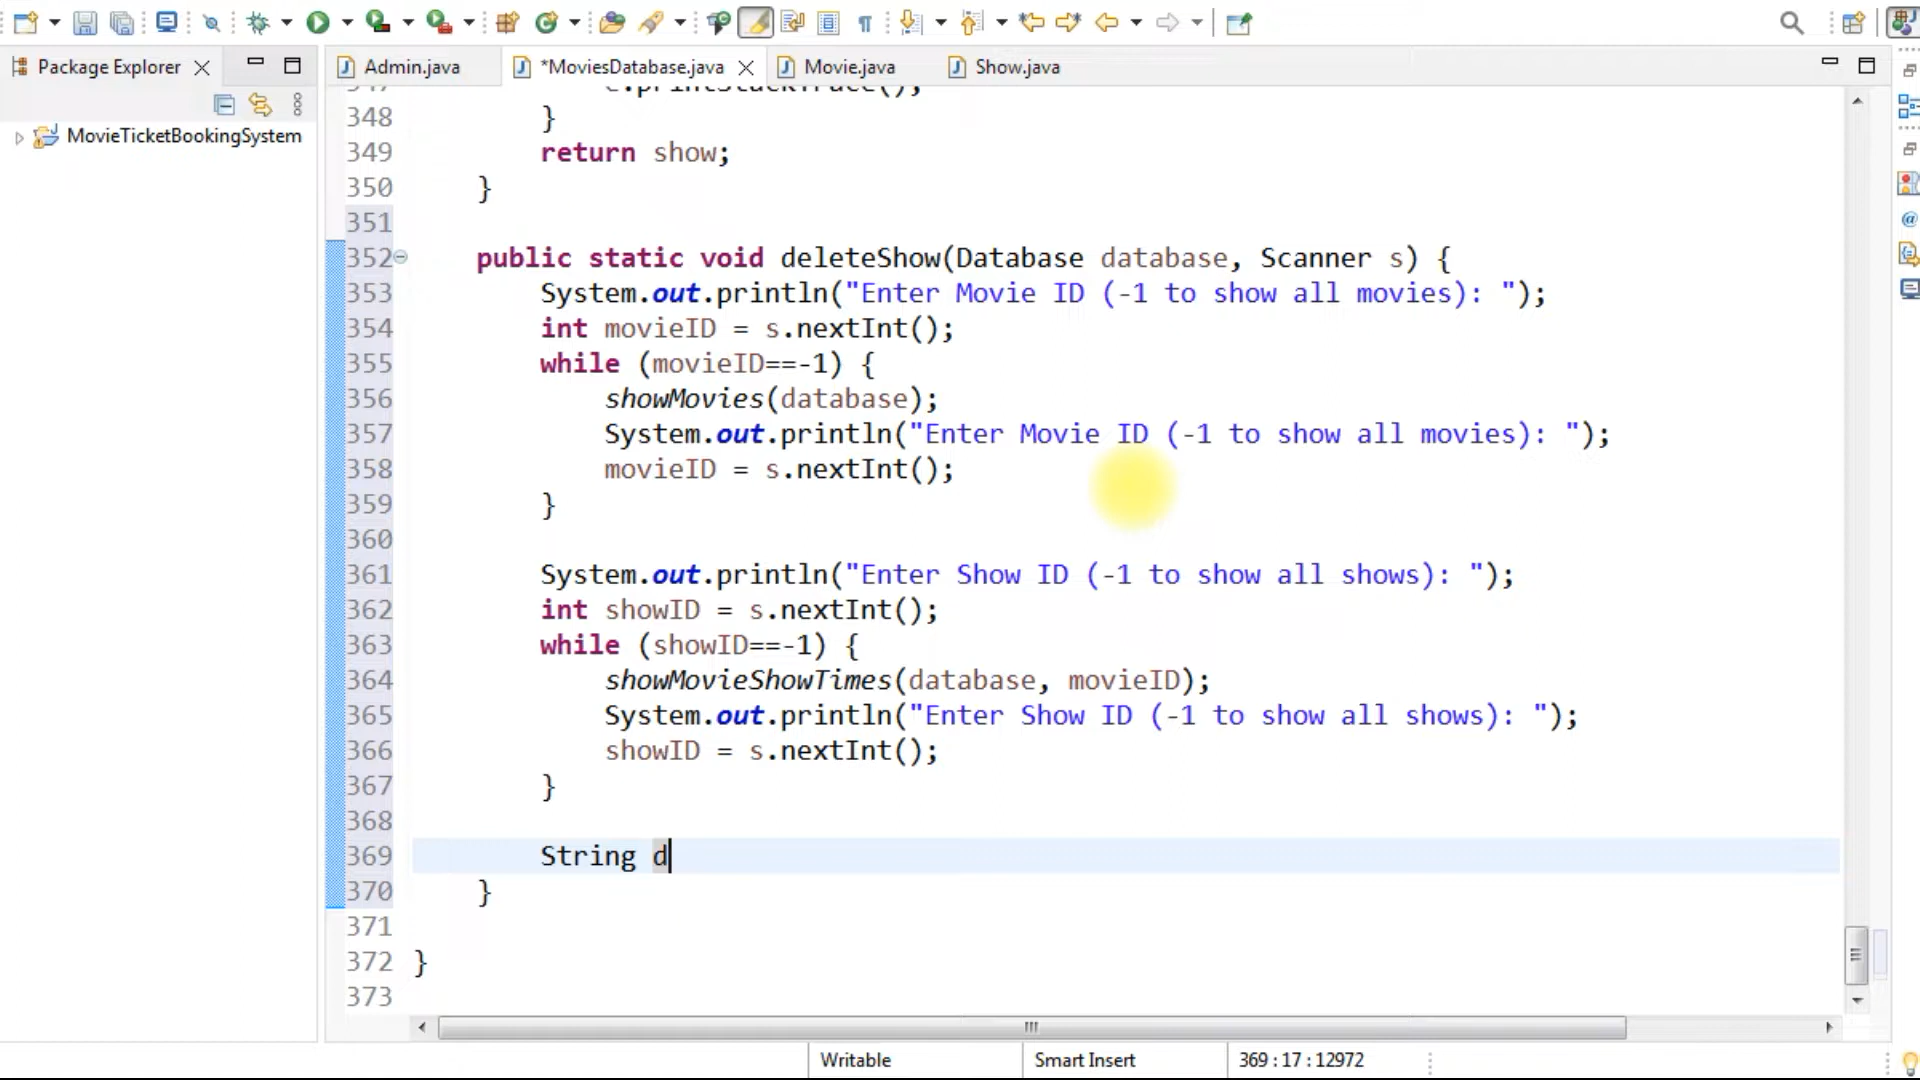 Package Explorer
Admin.java
*MoviesDatabase.java
Movie.java
Show.java
MovieTicketBookingSystem
347 e.printStackTrace();
348 }
349 return show;
350 }
351
352 public static void deleteShow(Database database, Scanner s) {
353 System.out.println("Enter Movie ID (-1 to show all movies): ");
354 int movieID = s.nextInt();
355 while (movieID==-1) {
356 showMovies(database);
357 System.out.println("Enter Movie ID (-1 to show all movies): ");
358 movieID = s.nextInt();
359 }
360
361 System.out.println("Enter Show ID (-1 to show all shows): ");
362 int showID = s.nextInt();
363 while (showID==-1) {
364 showMovieShowTimes(database, movieID);
365 System.out.println("Enter Show ID (-1 to show all shows): ");
366 showID = s.nextInt();
367 }
368
369 String d
370 }
371
372 }
373
Writable
Smart Insert
369 : 17 : 12972